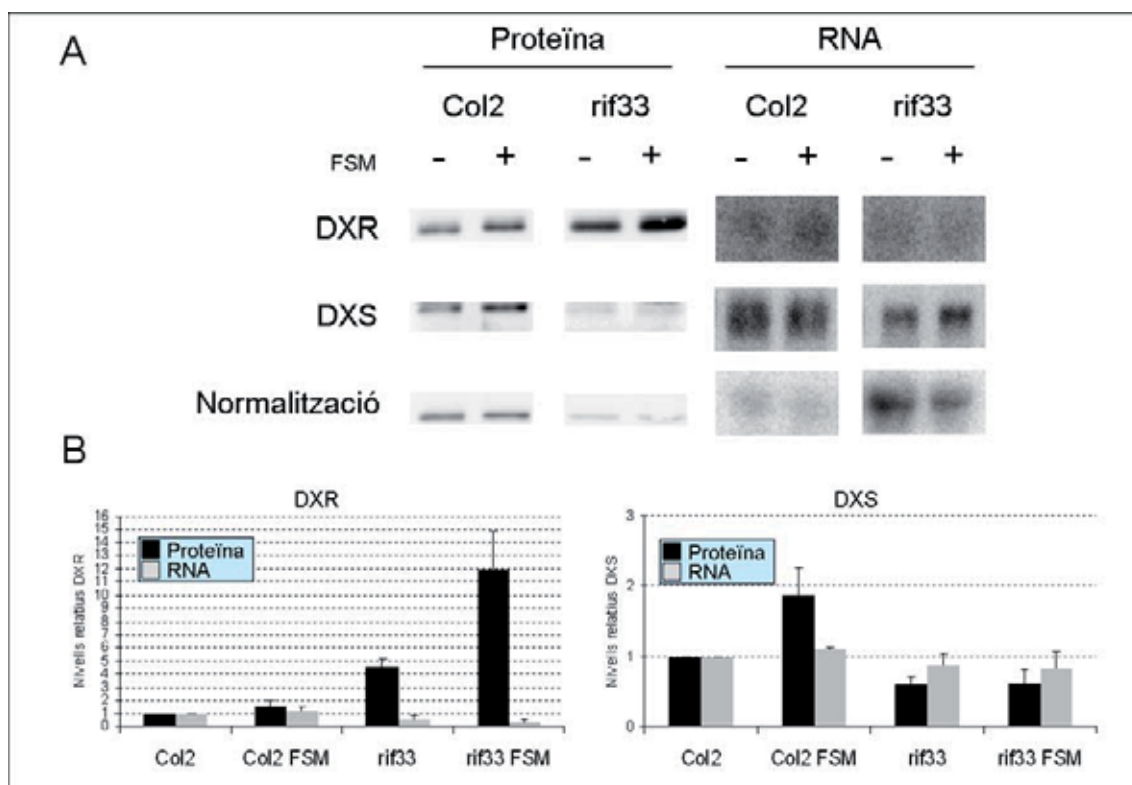 A
Proteïna RNA
Col2 rif33 Col2 rif33
FSM - + - + - + - +
DXR
DXS
Normalització
B
DXR
Nivells relatius DXR
16
15
14
13
12
11
10
9
8
7
6
5
4
3
2
1
0
Proteïna
RNA
Col2 Col2 FSM rif33 rif33 FSM
DXS
Nivells relatius DXS
3
2
1
0
Proteïna
RNA
Col2 Col2 FSM rif33 rif33 FSM